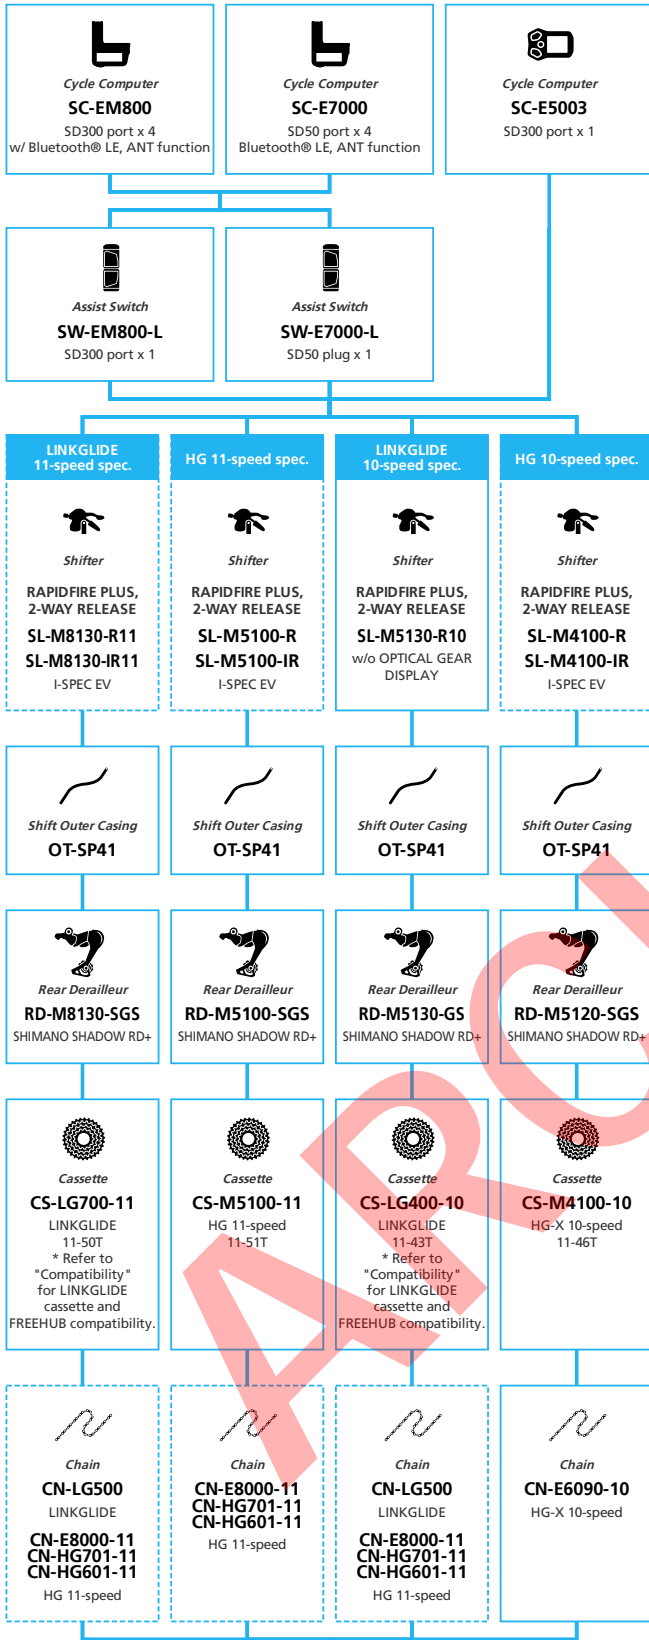 Cycle Computer
SC-EM800
SD300 port x 4
w/ Bluetooth® LE, ANT function
Cycle Computer
SC-E7000
SD50 port x 4
Bluetooth® LE, ANT function
Cycle Computer
SC-E5003
SD300 port x 1
Assist Switch
SW-EM800-L
SD300 port x 1
Assist Switch
SW-E7000-L
SD50 plug x 1
LINKGLIDE
11-speed spec.
HG 11-speed spec.
LINKGLIDE
10-speed spec.
HG 10-speed spec.
Shifter
RAPIDFIRE PLUS,
2-WAY RELEASE
SL-M8130-R11
SL-M8130-IR11
I-SPEC EV
Shifter
RAPIDFIRE PLUS,
2-WAY RELEASE
SL-M5100-R
SL-M5100-IR
I-SPEC EV
Shifter
RAPIDFIRE PLUS,
2-WAY RELEASE
SL-M5130-R10
w/o OPTICAL GEAR
DISPLAY
Shifter
RAPIDFIRE PLUS,
2-WAY RELEASE
SL-M4100-R
SL-M4100-IR
I-SPEC EV
Shift Outer Casing
OT-SP41
Shift Outer Casing
OT-SP41
Shift Outer Casing
OT-SP41
Shift Outer Casing
OT-SP41
Rear Derailleur
RD-M8130-SGS
SHIMANO SHADOW RD+
Rear Derailleur
RD-M5100-SGS
SHIMANO SHADOW RD+
Rear Derailleur
RD-M5130-GS
SHIMANO SHADOW RD+
Rear Derailleur
RD-M5120-SGS
SHIMANO SHADOW RD+
Cassette
CS-LG700-11
LINKGLIDE
11-50T
* Refer to
"Compatibility"
for LINKGLIDE
cassette and
FREEHUB compatibility.
Cassette
CS-M5100-11
HG 11-speed
11-51T
Cassette
CS-LG400-10
LINKGLIDE
11-43T
* Refer to
"Compatibility"
for LINKGLIDE
cassette and
FREEHUB compatibility.
Cassette
CS-M4100-10
HG-X 10-speed
11-46T
Chain
CN-LG500
LINKGLIDE
CN-E8000-11
CN-HG701-11
CN-HG601-11
HG 11-speed
Chain
CN-E8000-11
CN-HG701-11
CN-HG601-11
HG 11-speed
Chain
CN-LG500
LINKGLIDE
CN-E8000-11
CN-HG701-11
CN-HG601-11
HG 11-speed
Chain
CN-E6090-10
HG-X 10-speed